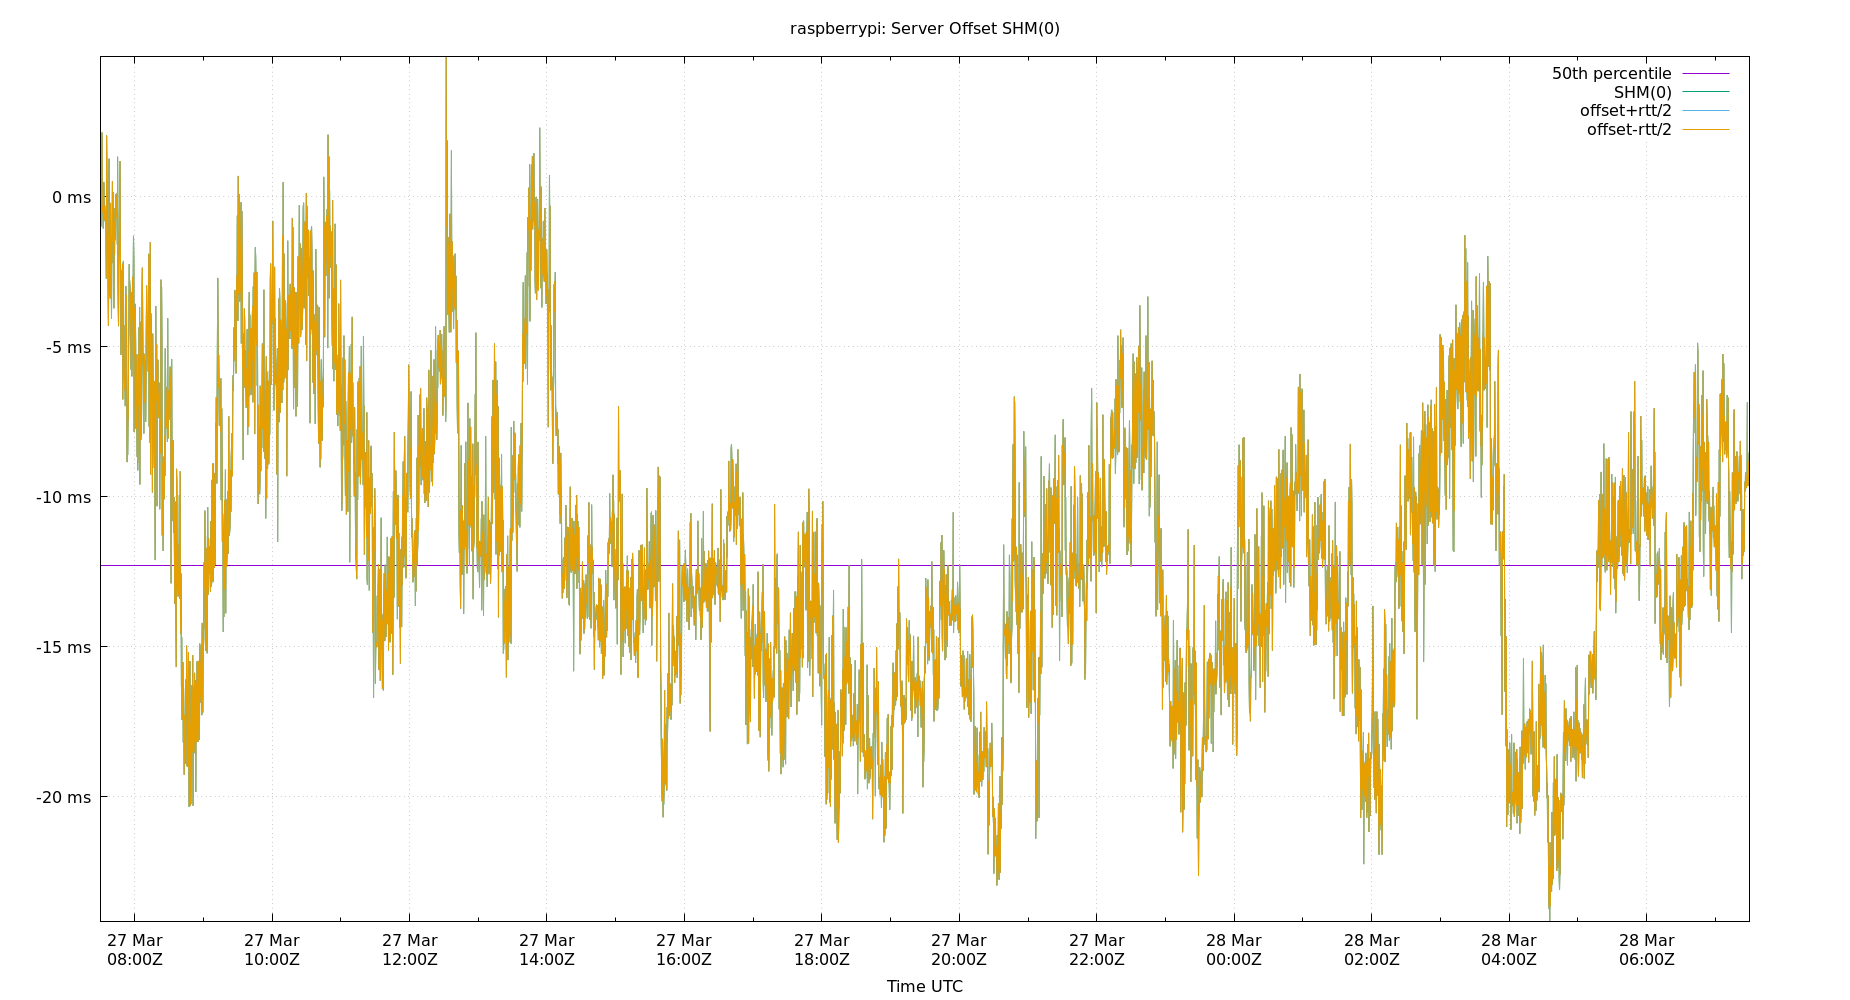 raspberrypi: Server Offset SHM(0)
50th percentile
SHM(0)
offset+rtt/2
offset-rtt/2
0 ms
-5 ms
-10 ms
-15 ms
-20 ms
27 Mar 27 Mar 27 Mar 27 Mar 27 Mar 27 Mar 27 Mar 27 Mar 28 Mar 28 Mar 28 Mar 28 Mar
08:00Z 10:00Z 12:00Z 14:00Z 16:00Z 18:00Z 20:00Z 22:00Z 00:00Z 02:00Z 04:00Z 06:00Z
Time UTC